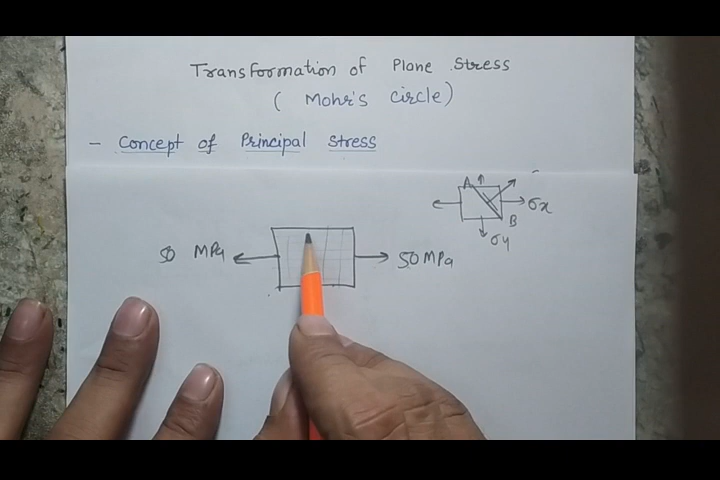 Transformation of Plane Stress
( Mohr's circle)
- Concept of Principal stress
A
B
σx
σy
50 MPa
50 MPa